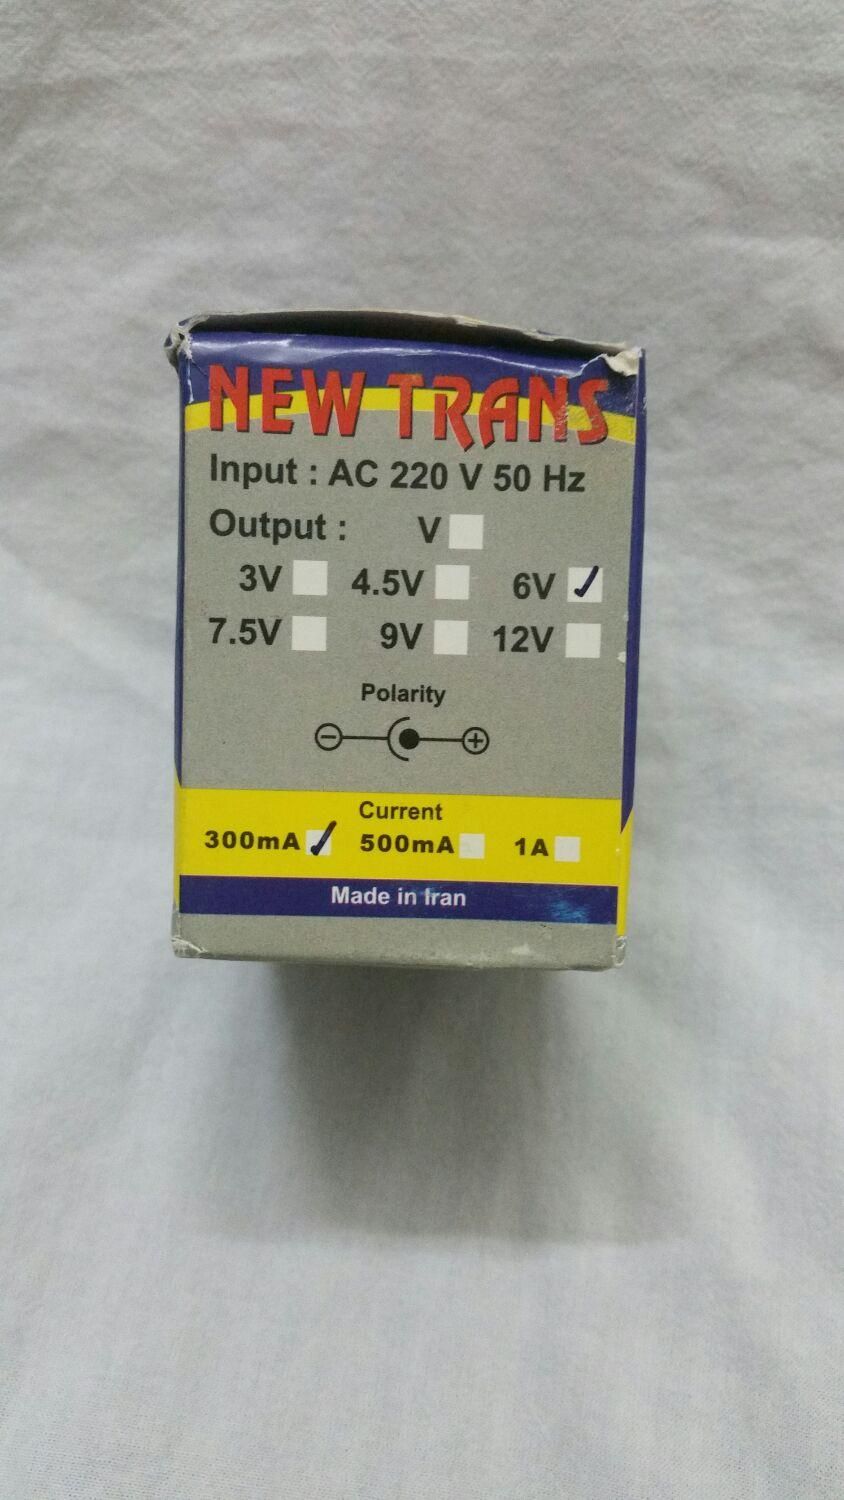 NEW TRANS
Input : AC 220 V 50 Hz
Output : V
3V 4.5V 6V
7.5V 9V 12V
Polarity
Current
300mA 500mA 1A
Made in Iran